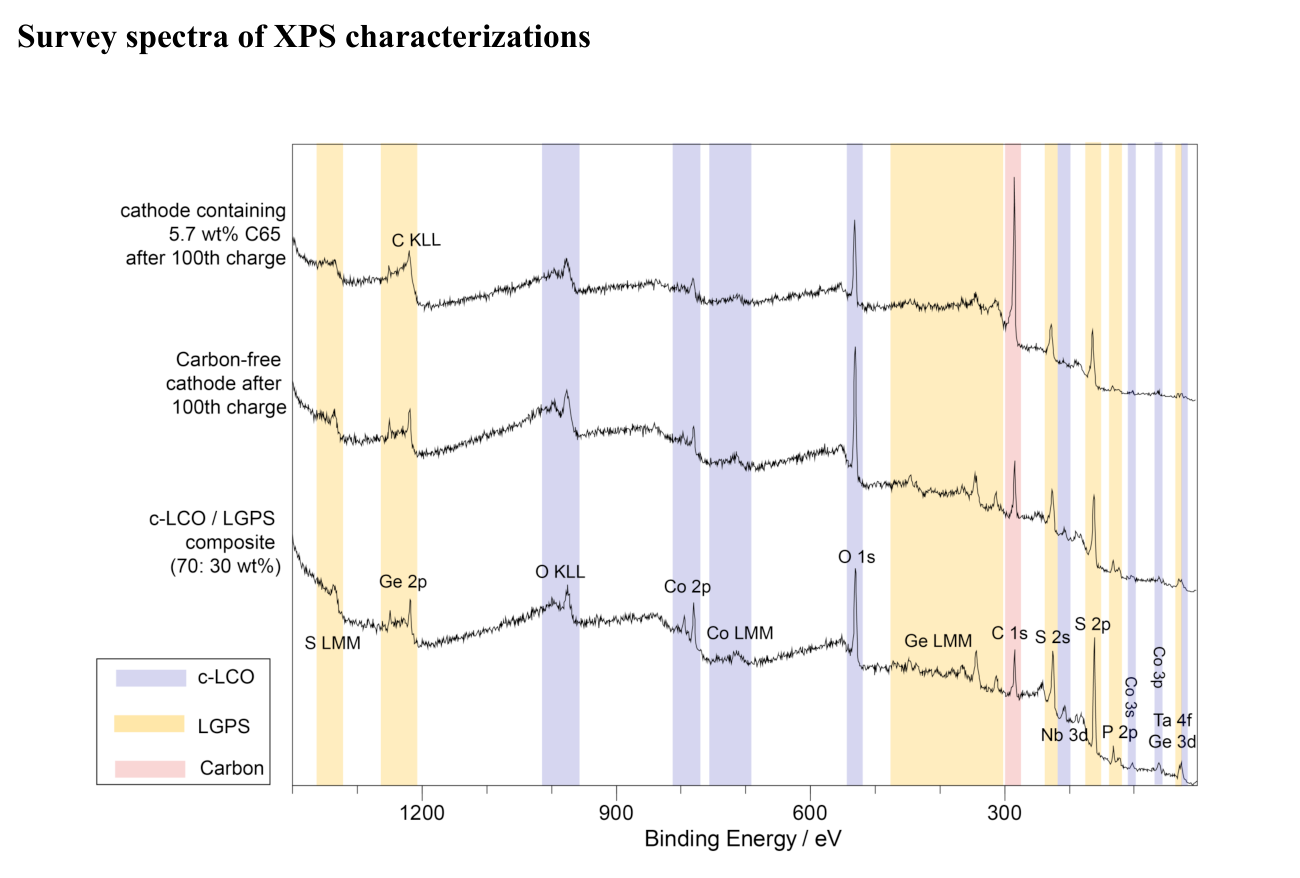 Survey spectra of XPS characterizations
cathode containing
5.7 wt% C65
after 100th charge
C KLL
Carbon-free
cathode after
100th charge
c-LCO / LGPS
composite
(70: 30 wt%)
Ge 2p
O KLL
Co 2p
O 1s
S LMM
Co LMM
Ge LMM
C 1s
S 2s
S 2p
Nb 3d
P 2p
Co 3s
Co 3p
Ta 4f
Ge 3d
c-LCO
LGPS
Carbon
1200
900
600
300
Binding Energy / eV